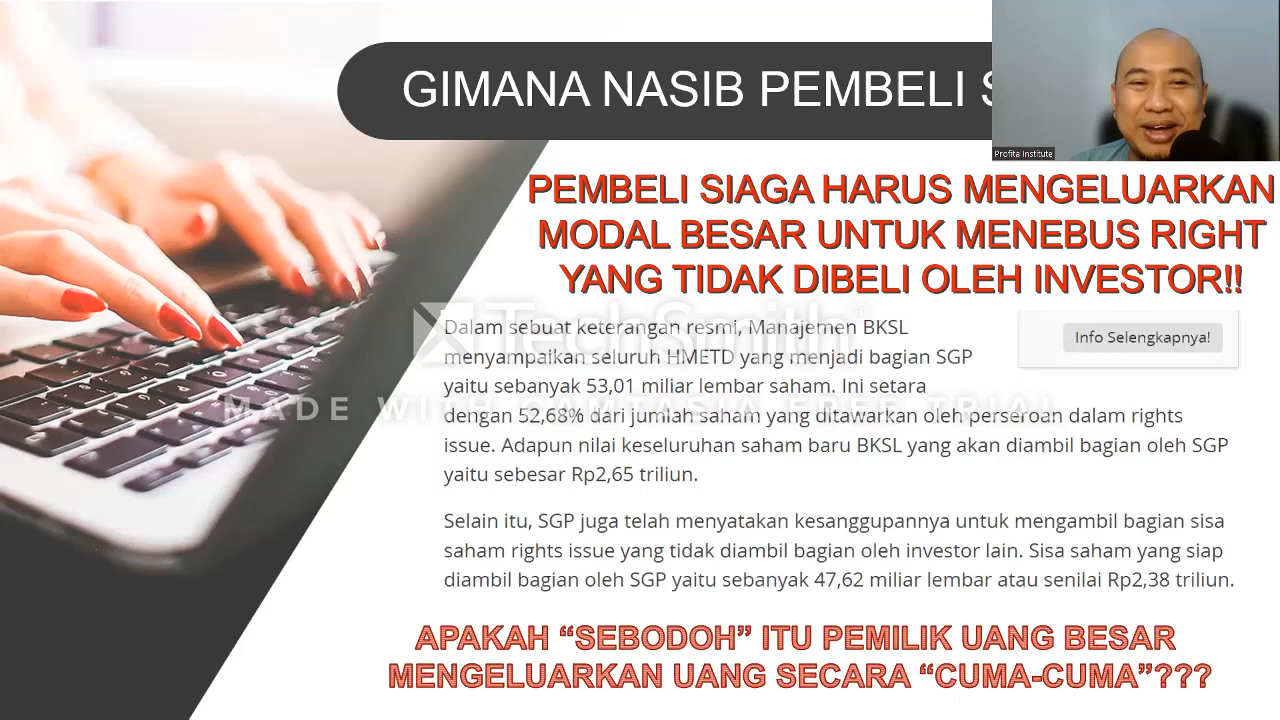 GIMANA NASIB PEMBELI
Profita Institute
PEMBELI SIAGA HARUS MENGELUARKAN
MODAL BESAR UNTUK MENEBUS RIGHT
YANG TIDAK DIBELI OLEH INVESTOR!!
TechSmith®
Dalam sebuat keterangan resmi, Manajemen BKSL
menyampaikan seluruh HMETD yang menjadi bagian SGP
yaitu sebanyak 53,01 miliar lembar saham. Ini setara
Info Selengkapnya!
MADE WITH CAMTASIA FREE TRIAL
dengan 52,68% dari jumlah saham yang ditawarkan oleh perseroan dalam rights
issue. Adapun nilai keseluruhan saham baru BKSL yang akan diambil bagian oleh SGP
yaitu sebesar Rp2,65 triliun.
Selain itu, SGP juga telah menyatakan kesanggupannya untuk mengambil bagian sisa
saham rights issue yang tidak diambil bagian oleh investor lain. Sisa saham yang siap
diambil bagian oleh SGP yaitu sebanyak 47,62 miliar lembar atau senilai Rp2,38 triliun.
APAKAH “SEBODOH” ITU PEMILIK UANG BESAR
MENGELUARKAN UANG SECARA “CUMA-CUMA”???